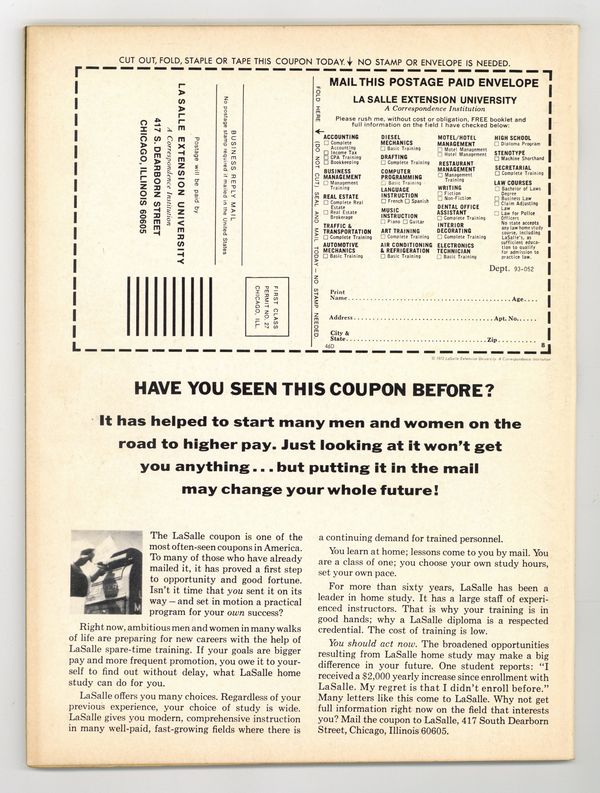 CUT OUT, FOLD, STAPLE OR TAPE THIS COUPON TODAY. NO STAMP OR ENVELOPE IS NEEDED.
BUSINESS REPLY MAIL
No postage stamp required if mailed in the United States
Postage will be paid by
LA SALLE EXTENSION UNIVERSITY
A Correspondence Institution
417 S. DEARBORN STREET
CHICAGO, ILLINOIS 60605
FIRST CLASS
PERMIT NO. 27
CHICAGO, ILL.
FOLD HERE (DO NOT CUT) SEAL AND MAIL TODAY – NO STAMP NEEDED.
MAIL THIS POSTAGE PAID ENVELOPE
LA SALLE EXTENSION UNIVERSITY
A Correspondence Institution
Please rush me, without cost or obligation, FREE booklet and
full information on the field I have checked below:
ACCOUNTING
Complete
Accounting
Income Tax
CPA Training
Bookkeeping
BUSINESS
MANAGEMENT
Management
Training
REAL ESTATE
Complete Real
Estate
Real Estate
Brokerage
TRAFFIC &
TRANSPORTATION
Complete Training
AUTOMOTIVE
MECHANICS
Basic Training
DIESEL
MECHANICS
Basic Training
DRAFTING
Complete Training
COMPUTER
PROGRAMMING
Basic Training
LANGUAGE
INSTRUCTION
French Spanish
MUSIC
INSTRUCTION
Piano Guitar
ART TRAINING
Complete Training
AIR CONDITIONING
& REFRIGERATION
Basic Training
MOTEL/HOTEL
MANAGEMENT
Motel Management
Hotel Management
RESTAURANT
MANAGEMENT
Management
Training
WRITING
Fiction
Non-Fiction
DENTAL OFFICE
ASSISTANT
Complete Training
INTERIOR
DECORATING
Complete Training
ELECTRONICS
TECHNICIAN
Basic Training
HIGH SCHOOL
Diploma Program
STENOTYPE
Machine Shorthand
SECRETARIAL
Complete Training
LAW COURSES
Bachelor of Laws
Degree
Business Law
Claim Adjusting
Law
Law for Police
Officers
No state accepts
any law home study
course, including
LaSalle's, as
sufficient educa-
tion to qualify
for admission to
practice law.
Dept. 93-052
Print
Name Age
Address Apt. No.
City &
State Zip
46D
8
© 1972 LaSalle Extension University. A Correspondence Institution
HAVE YOU SEEN THIS COUPON BEFORE?
It has helped to start many men and women on the
road to higher pay. Just looking at it won't get
you anything...but putting it in the mail
may change your whole future!
The LaSalle coupon is one of the
most often-seen coupons in America.
To many of those who have already
mailed it, it has proved a first step
to opportunity and good fortune.
Isn't it time that you sent it on its
way – and set in motion a practical
program for your own success?
Right now, ambitious men and women in many walks
of life are preparing for new careers with the help of
LaSalle spare-time training. If your goals are bigger
pay and more frequent promotion, you owe it to your-
self to find out without delay, what LaSalle home
study can do for you.
LaSalle offers you many choices. Regardless of your
previous experience, your choice of study is wide.
LaSalle gives you modern, comprehensive instruction
in many well-paid, fast-growing fields where there is
a continuing demand for trained personnel.
You learn at home; lessons come to you by mail. You
are a class of one; you choose your own study hours,
set your own pace.
For more than sixty years, LaSalle has been a
leader in home study. It has a large staff of experi-
enced instructors. That is why your training is in
good hands; why a LaSalle diploma is a respected
credential. The cost of training is low.
You should act now. The broadened opportunities
resulting from LaSalle home study may make a big
difference in your future. One student reports: "I
received a $2,000 yearly increase since enrollment with
LaSalle. My regret is that I didn't enroll before."
Many letters like this come to LaSalle. Why not get
full information right now on the field that interests
you? Mail the coupon to LaSalle, 417 South Dearborn
Street, Chicago, Illinois 60605.